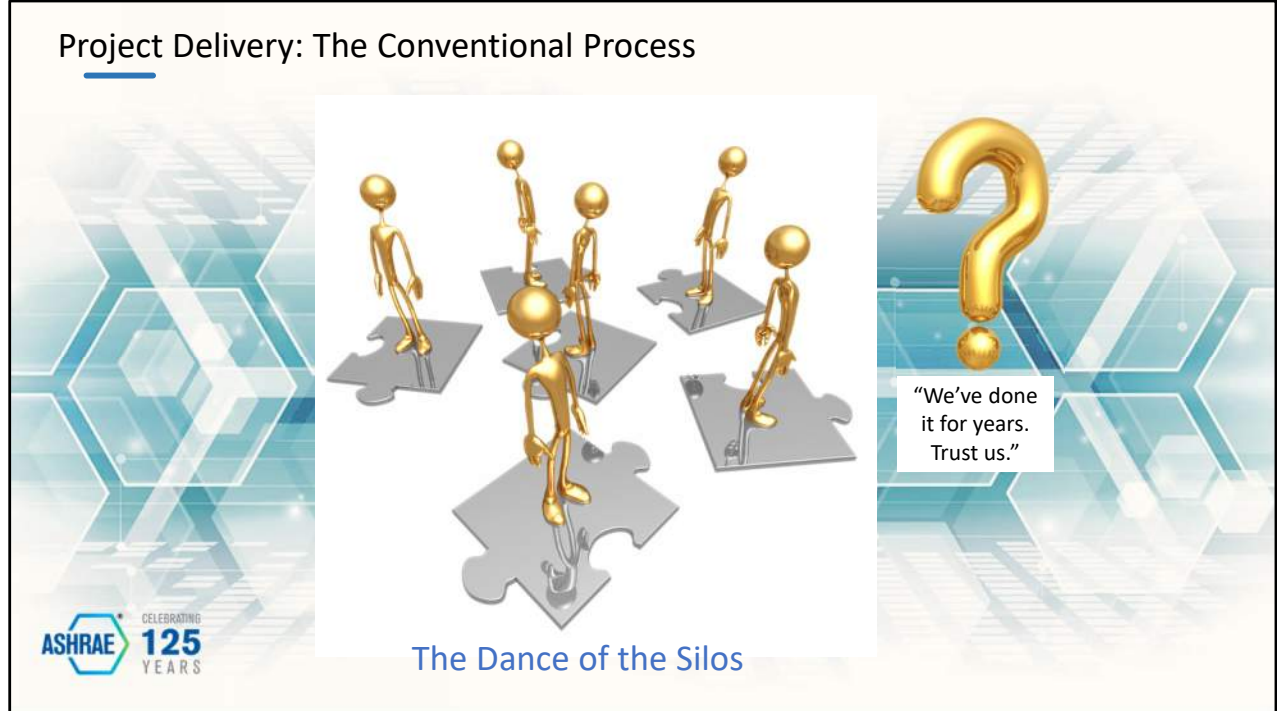 Project Delivery: The Conventional Process
“We’ve done
it for years.
Trust us.”
The Dance of the Silos
ASHRAE
CELEBRATING
125
YEARS